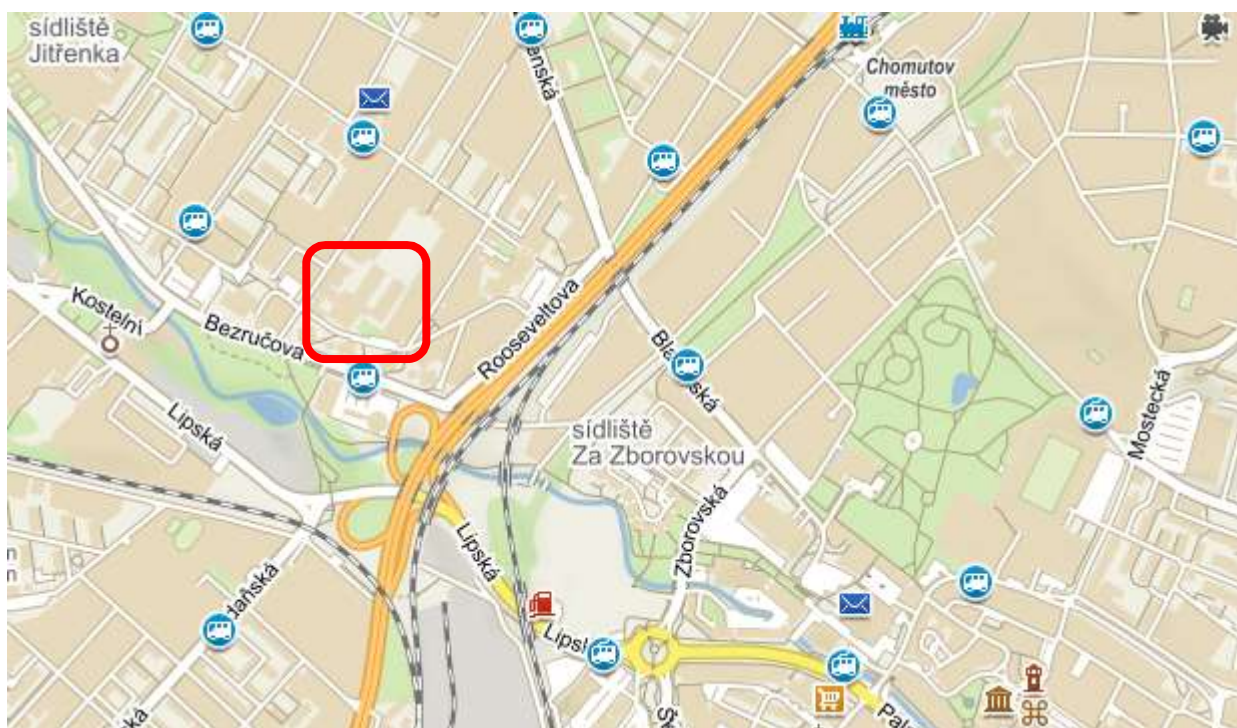 sídliště
Jitřenka
Chomutov
město
Kostelní
Bezručova
Rooseveltova
Lipská
sídliště
Za Zborovskou
Mostecká
Lipská
Zborovská